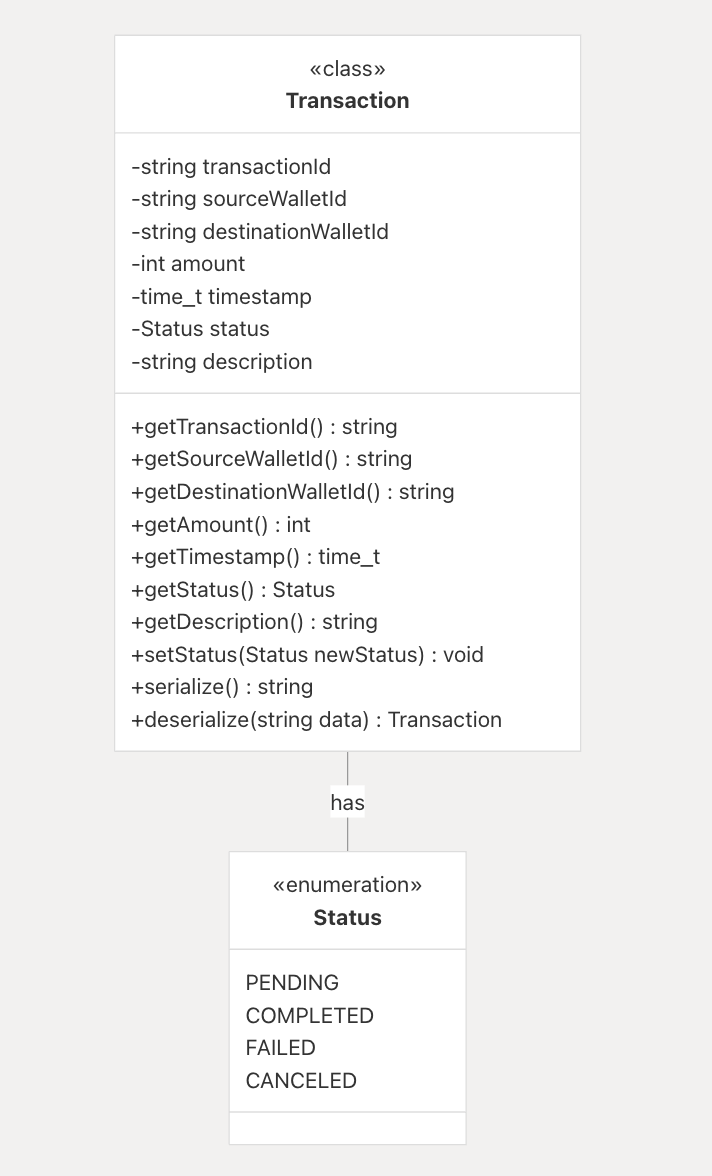 «class»
Transaction
-string transactionId
-string sourceWalletId
-string destinationWalletId
-int amount
-time_t timestamp
-Status status
-string description
+getTransactionId() : string
+getSourceWalletId() : string
+getDestinationWalletId() : string
+getAmount() : int
+getTimestamp() : time_t
+getStatus() : Status
+getDescription() : string
+setStatus(Status newStatus) : void
+serialize() : string
+deserialize(string data) : Transaction
has
«enumeration»
Status
PENDING
COMPLETED
FAILED
CANCELED